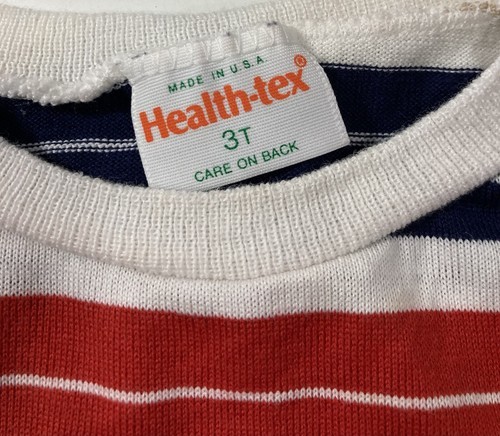 MADE IN U.S.A.
Health-tex®
3T
CARE ON BACK